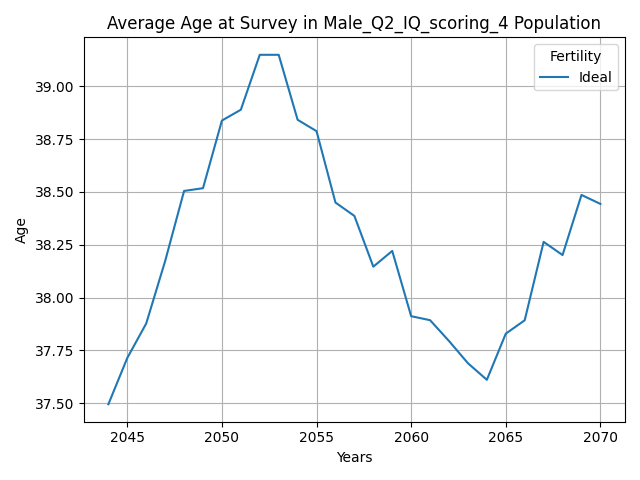 Average Age at Survey in Male_Q2_IQ_scoring_4 Population
Fertility
Ideal
39.00
38.75
38.50
38.25
38.00
37.75
37.50
Age
2045 2050 2055 2060 2065 2070
Years